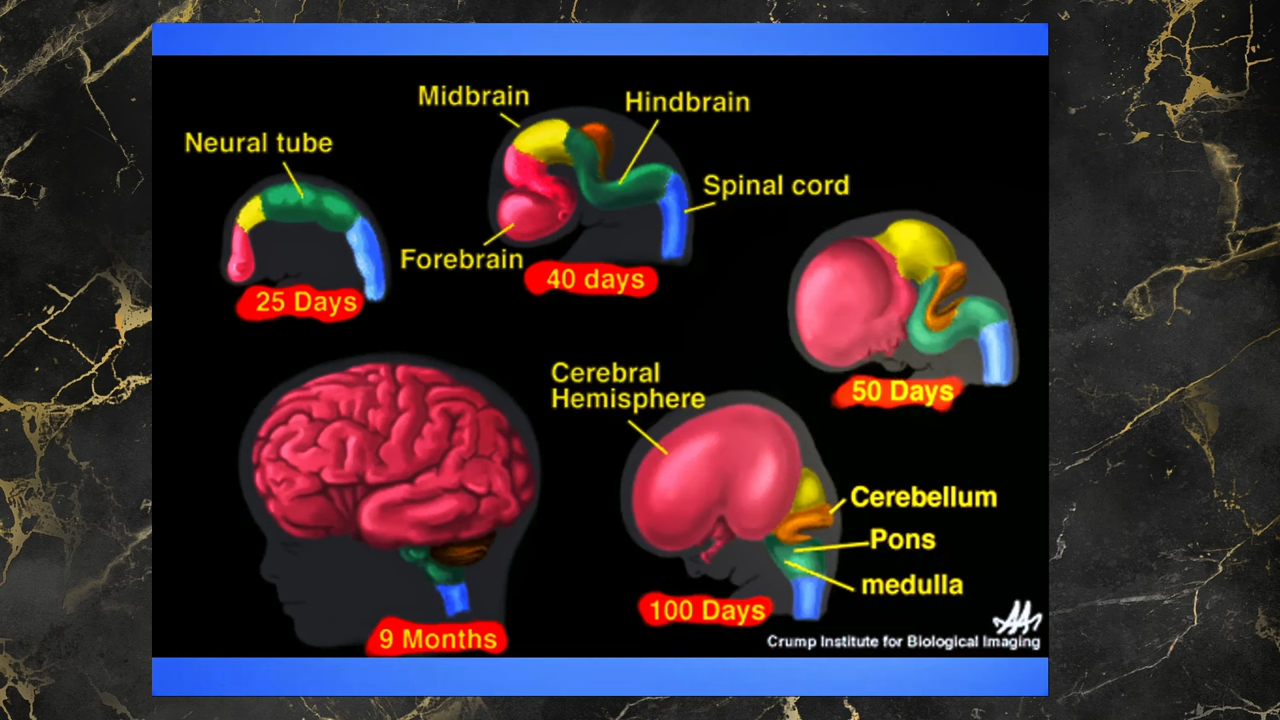 Neural tube
25 Days
Midbrain
Hindbrain
Spinal cord
Forebrain
40 days
50 Days
9 Months
Cerebral
Hemisphere
Cerebellum
Pons
medulla
100 Days
Crump Institute for Biological Imaging